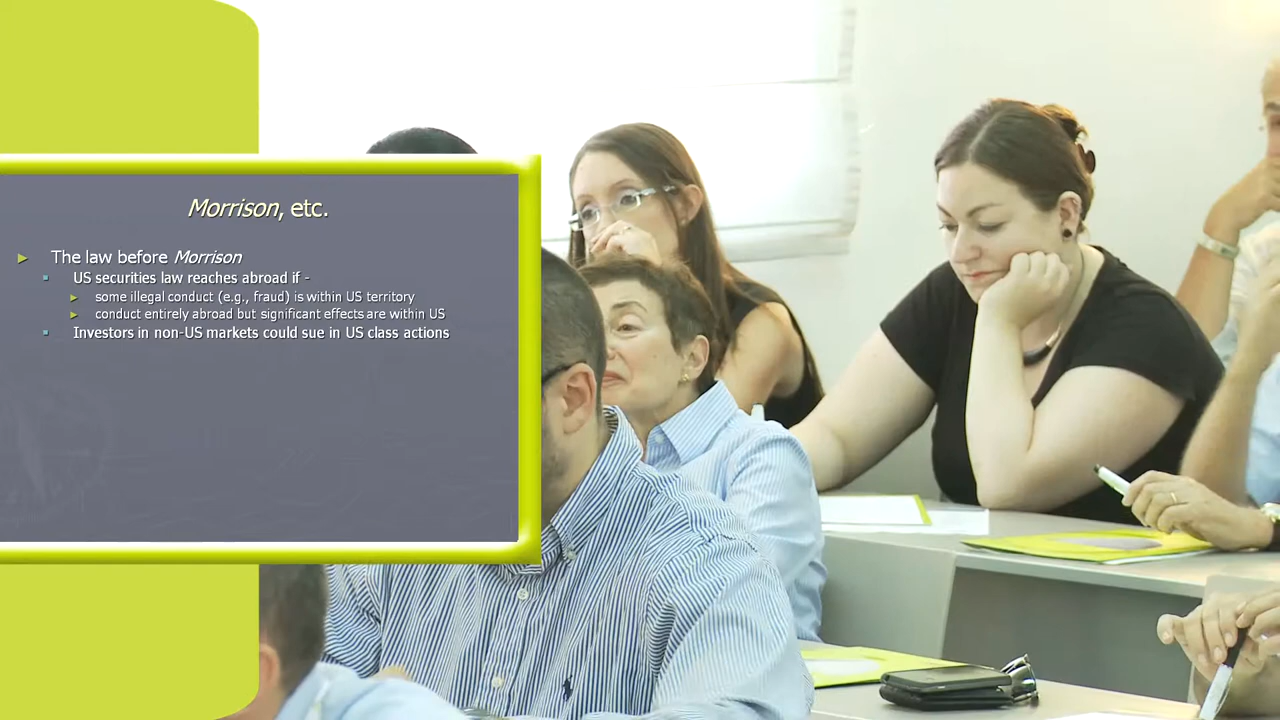 Morrison, etc.
The law before Morrison
US securities law reaches abroad if -
some illegal conduct (e.g., fraud) is within US territory
conduct entirely abroad but significant effects are within US
Investors in non-US markets could sue in US class actions